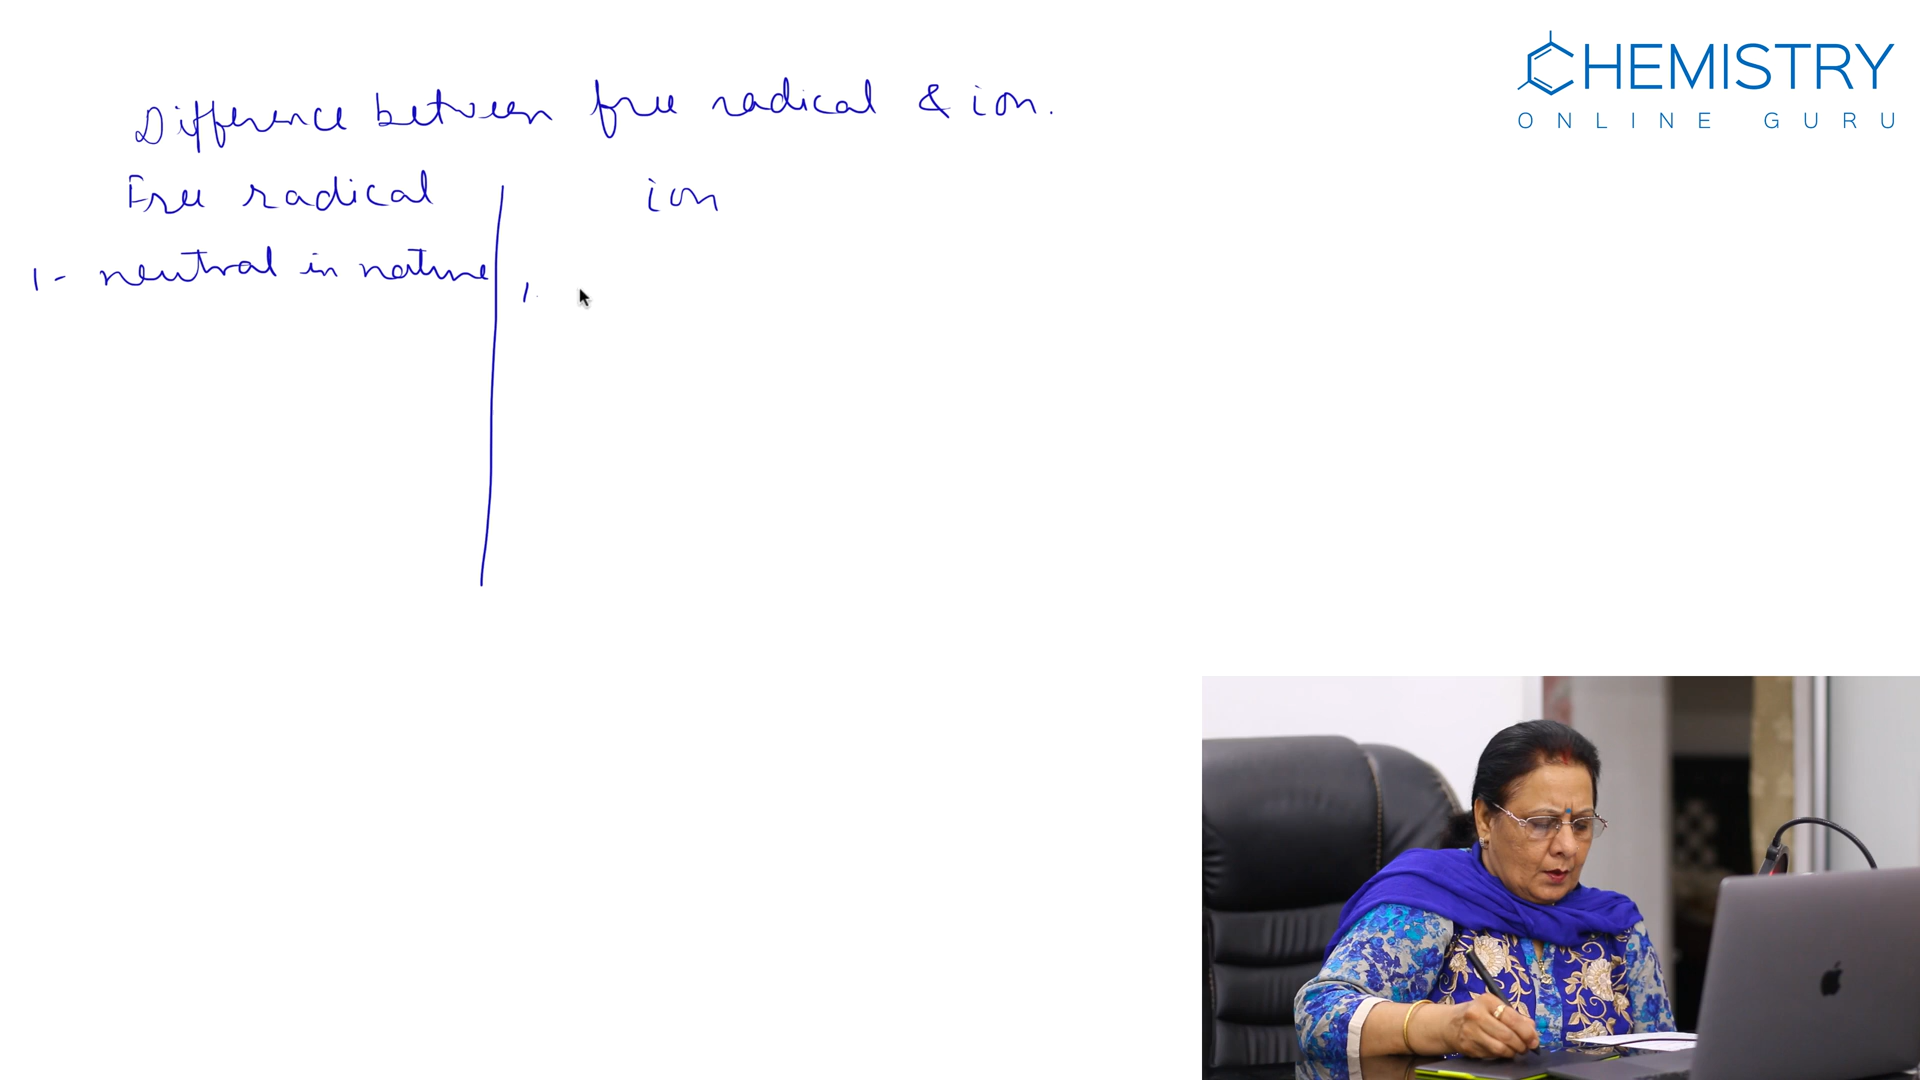 CHEMISTRY
ONLINE GURU
Difference between free radical & ion.
Free radical
ion
1- neutral in nature
1.